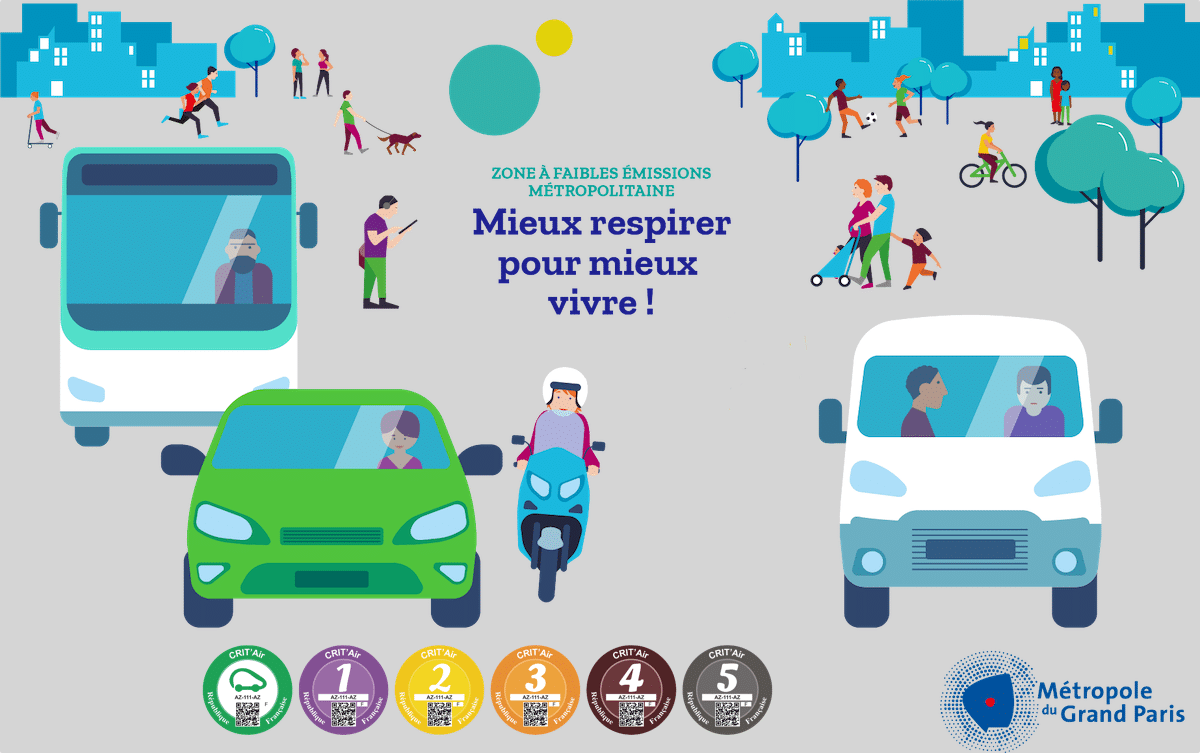 ZONE À FAIBLES ÉMISSIONS
MÉTROPOLITAINE
Mieux respirer
pour mieux
vivre !
CRIT'Air
AZ-111-AZ
F
République Française
CRIT'Air
1
AZ-111-AZ
F
République Française
CRIT'Air
2
AZ-111-AZ
F
République Française
CRIT'Air
3
AZ-111-AZ
F
République Française
CRIT'Air
4
AZ-111-AZ
F
République Française
CRIT'Air
5
AZ-111-AZ
F
République Française
Métropole
du Grand Paris